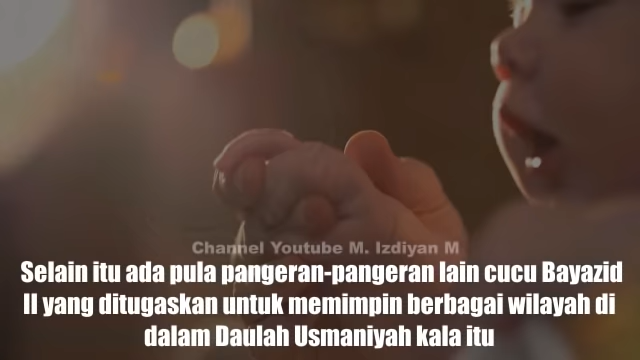 Channel Youtube M. Izdiyan M
Selain itu ada pula pangeran-pangeran lain cucu Bayazid
II yang ditugaskan untuk memimpin berbagai wilayah di
dalam Daulah Usmaniyah kala itu